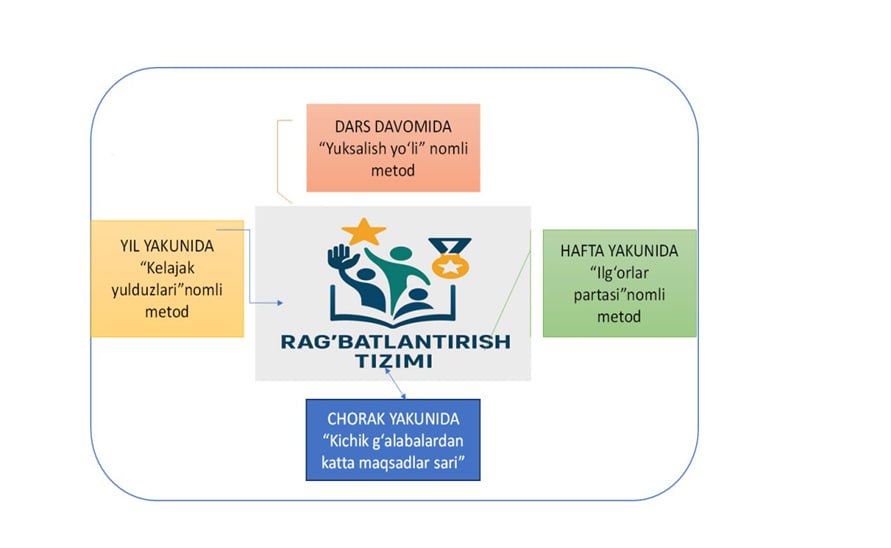 DARS DAVOMIDA
“Yuksalish yo‘li” nomli
metod
YIL YAKUNIDA
“Kelajak
yulduzlari”nomli
metod
HAFTA YAKUNIDA
“Ilg‘orlar
partasi”nomli
metod
RAG’BATLANTIRISH
TIZIMI
CHORAK YAKUNIDA
“Kichik g‘alabalardan
katta maqsadlar sari”